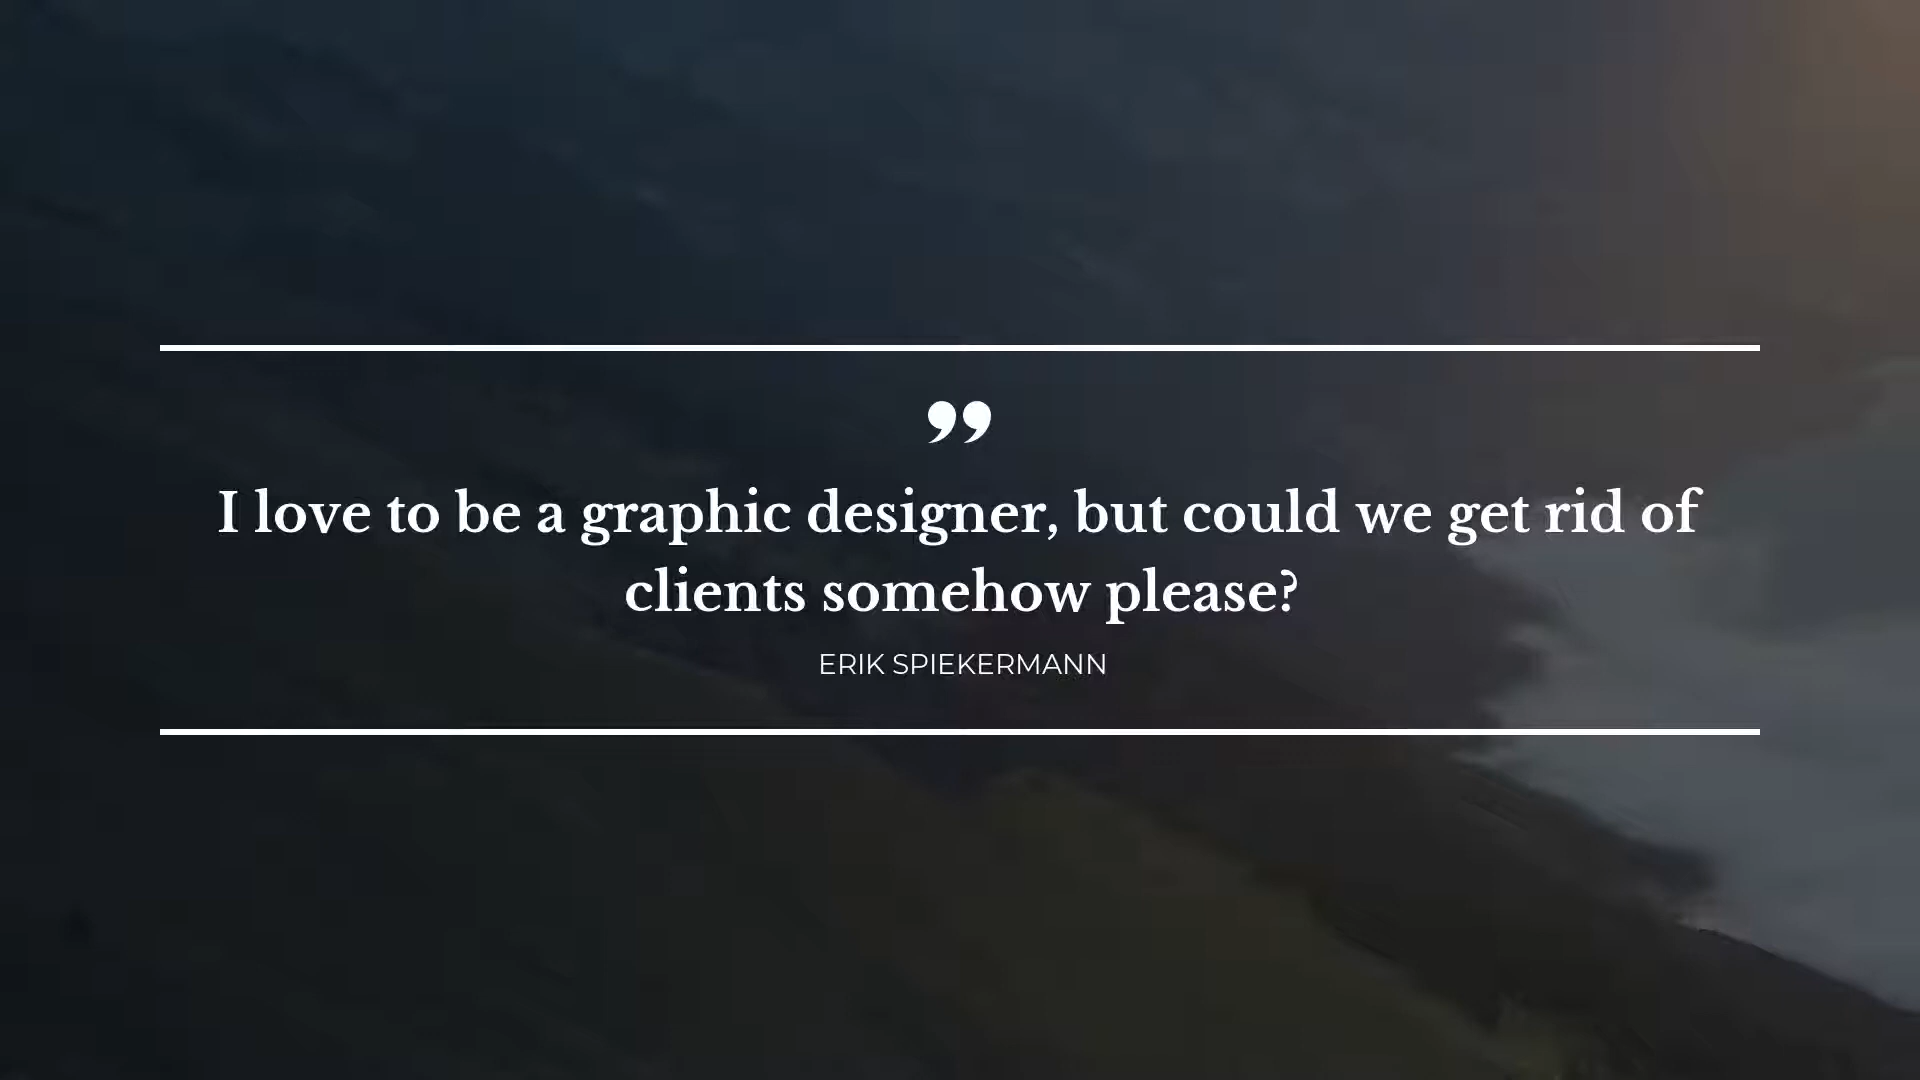 ”
I love to be a graphic designer, but could we get rid of
clients somehow please?
ERIK SPIEKERMANN